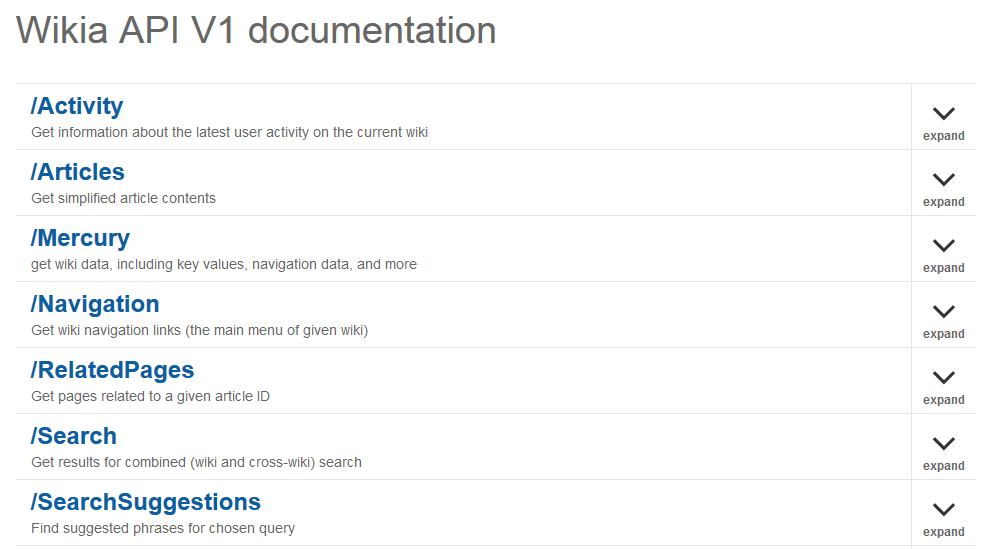 Wikia API V1 documentation
/Activity
Get information about the latest user activity on the current wiki
expand
/Articles
Get simplified article contents
expand
/Mercury
get wiki data, including key values, navigation data, and more
expand
/Navigation
Get wiki navigation links (the main menu of given wiki)
expand
/RelatedPages
Get pages related to a given article ID
expand
/Search
Get results for combined (wiki and cross-wiki) search
expand
/SearchSuggestions
Find suggested phrases for chosen query
expand